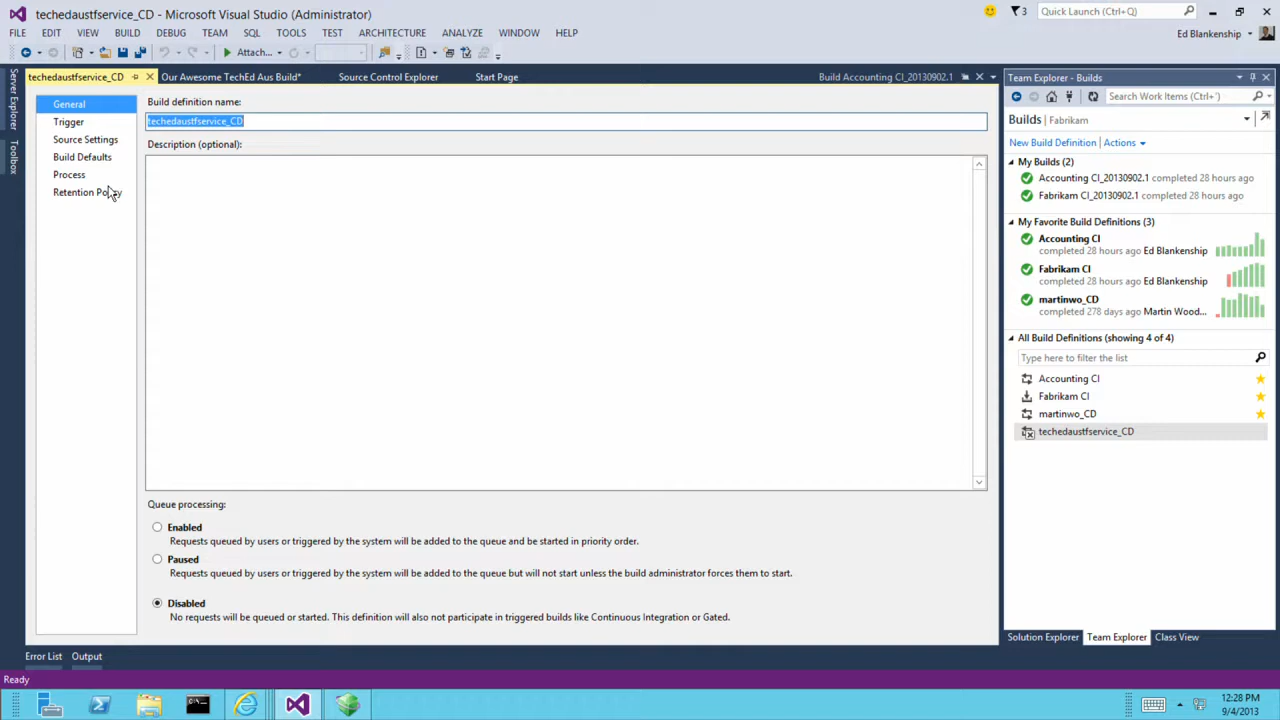 techedaustfservice_CD - Microsoft Visual Studio (Administrator)
3
Quick Launch (Ctrl+Q)
FILE EDIT VIEW BUILD DEBUG TEAM SQL TOOLS TEST ARCHITECTURE ANALYZE WINDOW HELP
Ed Blankenship
Attach...
Server Explorer
Toolbox
techedaustfservice_CD
Our Awesome TechEd Aus Build*
Source Control Explorer
Start Page
Build Accounting CI_20130902.1
General
Trigger
Source Settings
Build Defaults
Process
Retention Policy
Build definition name:
techedaustfservice_CD
Description (optional):
Queue processing:
Enabled
Requests queued by users or triggered by the system will be added to the queue and be started in priority order.
Paused
Requests queued by users or triggered by the system will be added to the queue but will not start unless the build administrator forces them to start.
Disabled
No requests will be queued or started. This definition will also not participate in triggered builds like Continuous Integration or Gated.
Team Explorer - Builds
Search Work Items (Ctrl+')
Builds | Fabrikam
New Build Definition | Actions
My Builds (2)
Accounting CI_20130902.1 completed 28 hours ago
Fabrikam CI_20130902.1 completed 28 hours ago
My Favorite Build Definitions (3)
Accounting CI
completed 28 hours ago Ed Blankenship
Fabrikam CI
completed 28 hours ago Ed Blankenship
martinwo_CD
completed 278 days ago Martin Wood...
All Build Definitions (showing 4 of 4)
Type here to filter the list
Accounting CI
Fabrikam CI
martinwo_CD
techedaustfservice_CD
Solution Explorer Team Explorer Class View
Error List Output
Ready
12:28 PM
9/4/2013